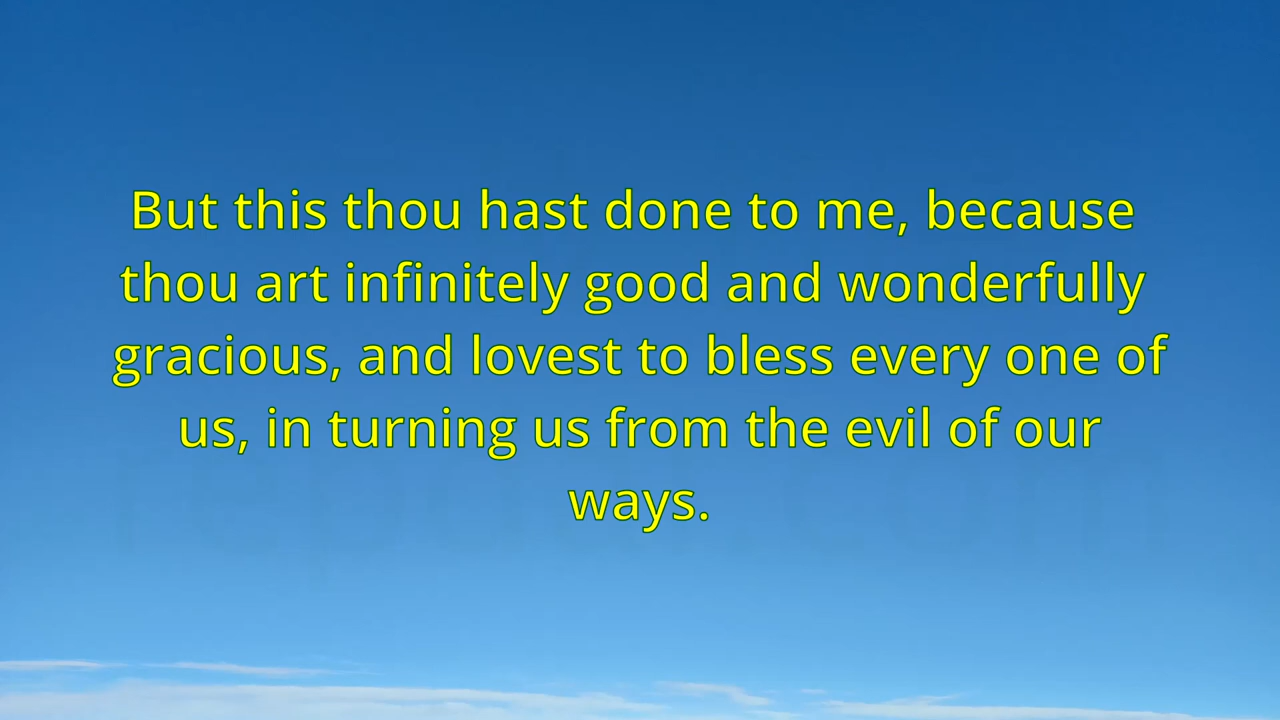 But this thou hast done to me, because
thou art infinitely good and wonderfully
gracious, and lovest to bless every one of
us, in turning us from the evil of our
ways.